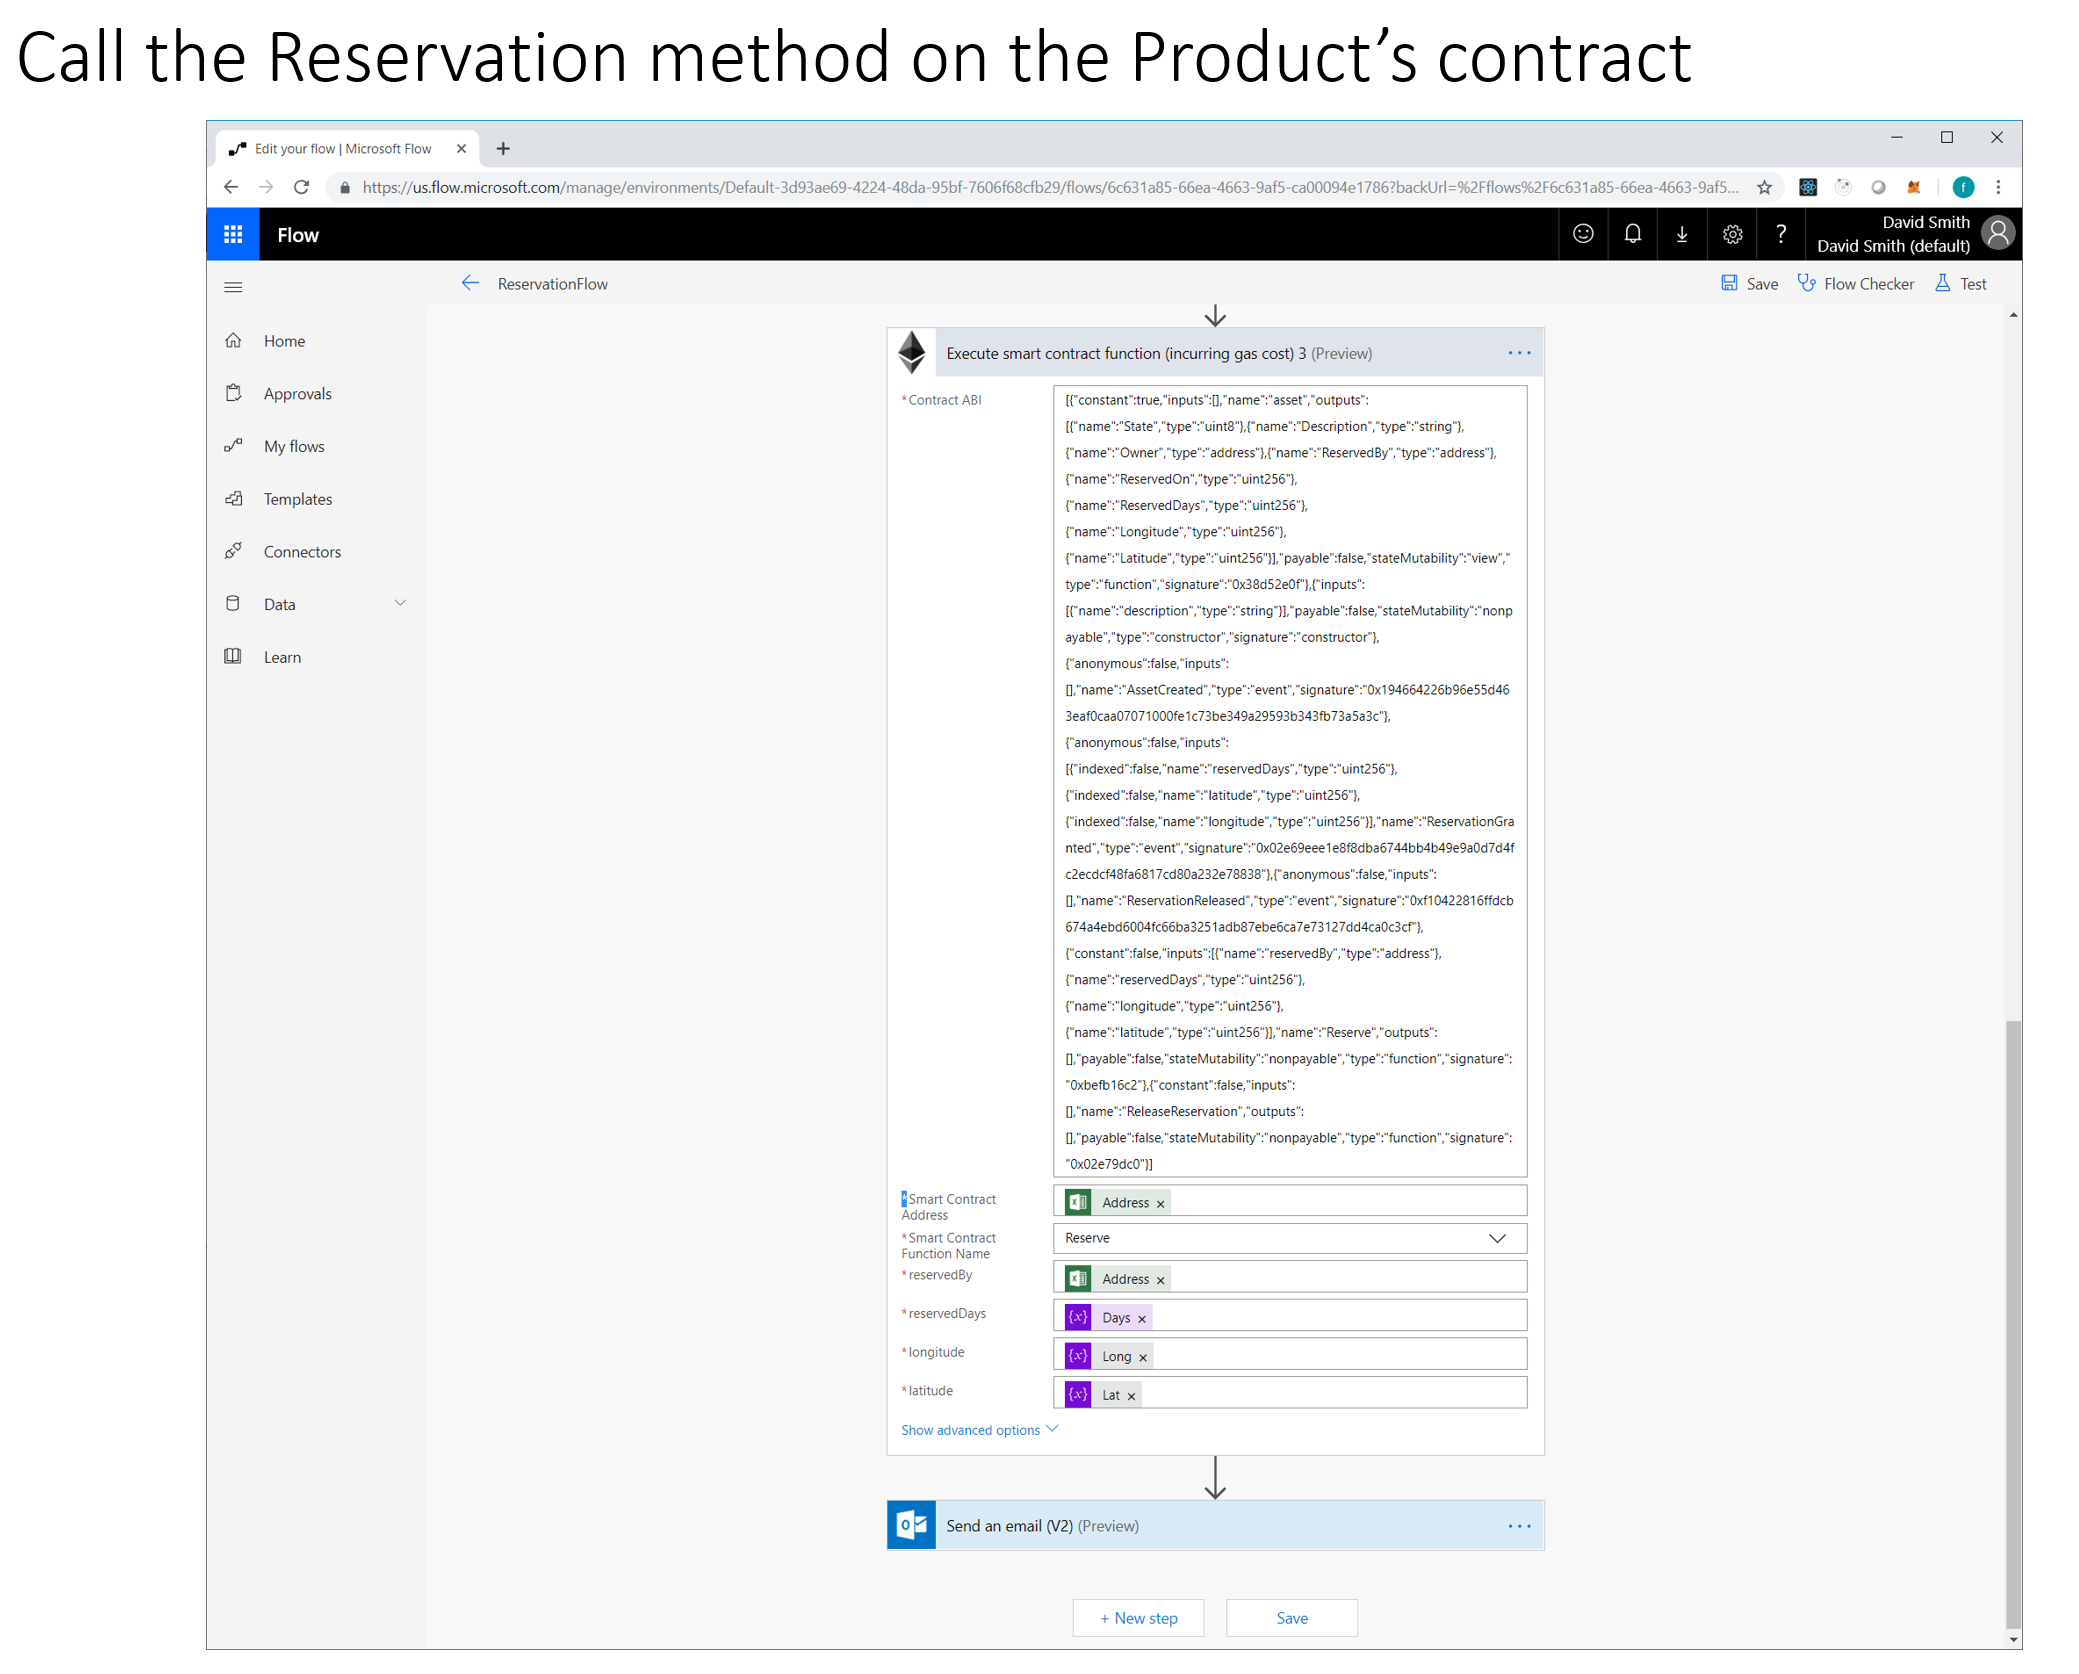 Call the Reservation method on the Product’s contract
Edit your flow | Microsoft Flow
https://us.flow.microsoft.com/manage/environments/Default-3d93ae69-4224-48da-95bf-7606f68cfb29/flows/6c631a85-66ea-4663-9af5-ca00094e1786?backUrl=%2Fflows%2F6c631a85-66ea-4663-9af5...
f
Flow
?
David Smith
David Smith (default)
ReservationFlow
Save
Flow Checker
Test
Home
Approvals
My flows
Templates
Connectors
Data
Learn
Execute smart contract function (incurring gas cost) 3 (Preview)
*Contract ABI
[{"constant":true,"inputs":[],"name":"asset","outputs":
[{"name":"State","type":"uint8"},{"name":"Description","type":"string"},
{"name":"Owner","type":"address"},{"name":"ReservedBy","type":"address"},
{"name":"ReservedOn","type":"uint256"},
{"name":"ReservedDays","type":"uint256"},
{"name":"Longitude","type":"uint256"},
{"name":"Latitude","type":"uint256"}],"payable":false,"stateMutability":"view","
type":"function","signature":"0x38d52e0f"},{"inputs":
[{"name":"description","type":"string"}],"payable":false,"stateMutability":"nonp
ayable","type":"constructor","signature":"constructor"},
{"anonymous":false,"inputs":
[],"name":"AssetCreated","type":"event","signature":"0x194664226b96e55d46
3eaf0caa07071000fe1c73be349a29593b343fb73a5a3c"},
{"anonymous":false,"inputs":
[{"indexed":false,"name":"reservedDays","type":"uint256"},
{"indexed":false,"name":"latitude","type":"uint256"},
{"indexed":false,"name":"longitude","type":"uint256"}],"name":"ReservationGra
nted","type":"event","signature":"0x02e69eee1e8f8dba6744bb4b49e9a0d7d4f
c2ecdcf48fa6817cd80a232e78838"},{"anonymous":false,"inputs":
[],"name":"ReservationReleased","type":"event","signature":"0xf10422816ffdcb
674a4ebd6004fc66ba3251adb87ebe6ca7e73127dd4ca0c3cf"},
{"constant":false,"inputs":[{"name":"reservedBy","type":"address"},
{"name":"reservedDays","type":"uint256"},
{"name":"longitude","type":"uint256"},
{"name":"latitude","type":"uint256"}],"name":"Reserve","outputs":
[],"payable":false,"stateMutability":"nonpayable","type":"function","signature":
"0xbefb16c2"},{"constant":false,"inputs":
[],"name":"ReleaseReservation","outputs":
[],"payable":false,"stateMutability":"nonpayable","type":"function","signature":
"0x02e79dc0"}]
*Smart Contract
Address
Address ×
*Smart Contract
Function Name
Reserve
*reservedBy
Address ×
*reservedDays
{x} Days ×
*longitude
{x} Long ×
*latitude
{x} Lat ×
Show advanced options
Send an email (V2) (Preview)
+ New step
Save